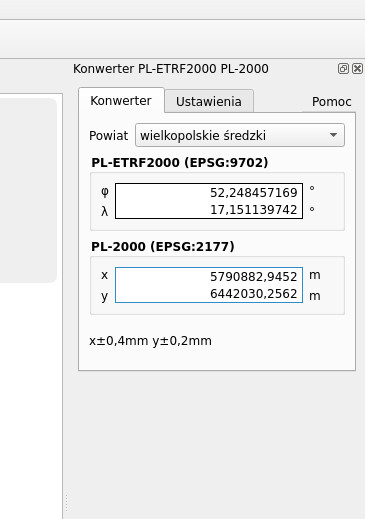 Konwerter PL-ETRF2000 PL-2000
Konwerter Ustawienia Pomoc
Powiat wielkopolskie średzki
PL-ETRF2000 (EPSG:9702)
φ 52,248457169 °
λ 17,151139742 °
PL-2000 (EPSG:2177)
x 5790882,9452 m
y 6442030,2562 m
x±0,4mm y±0,2mm